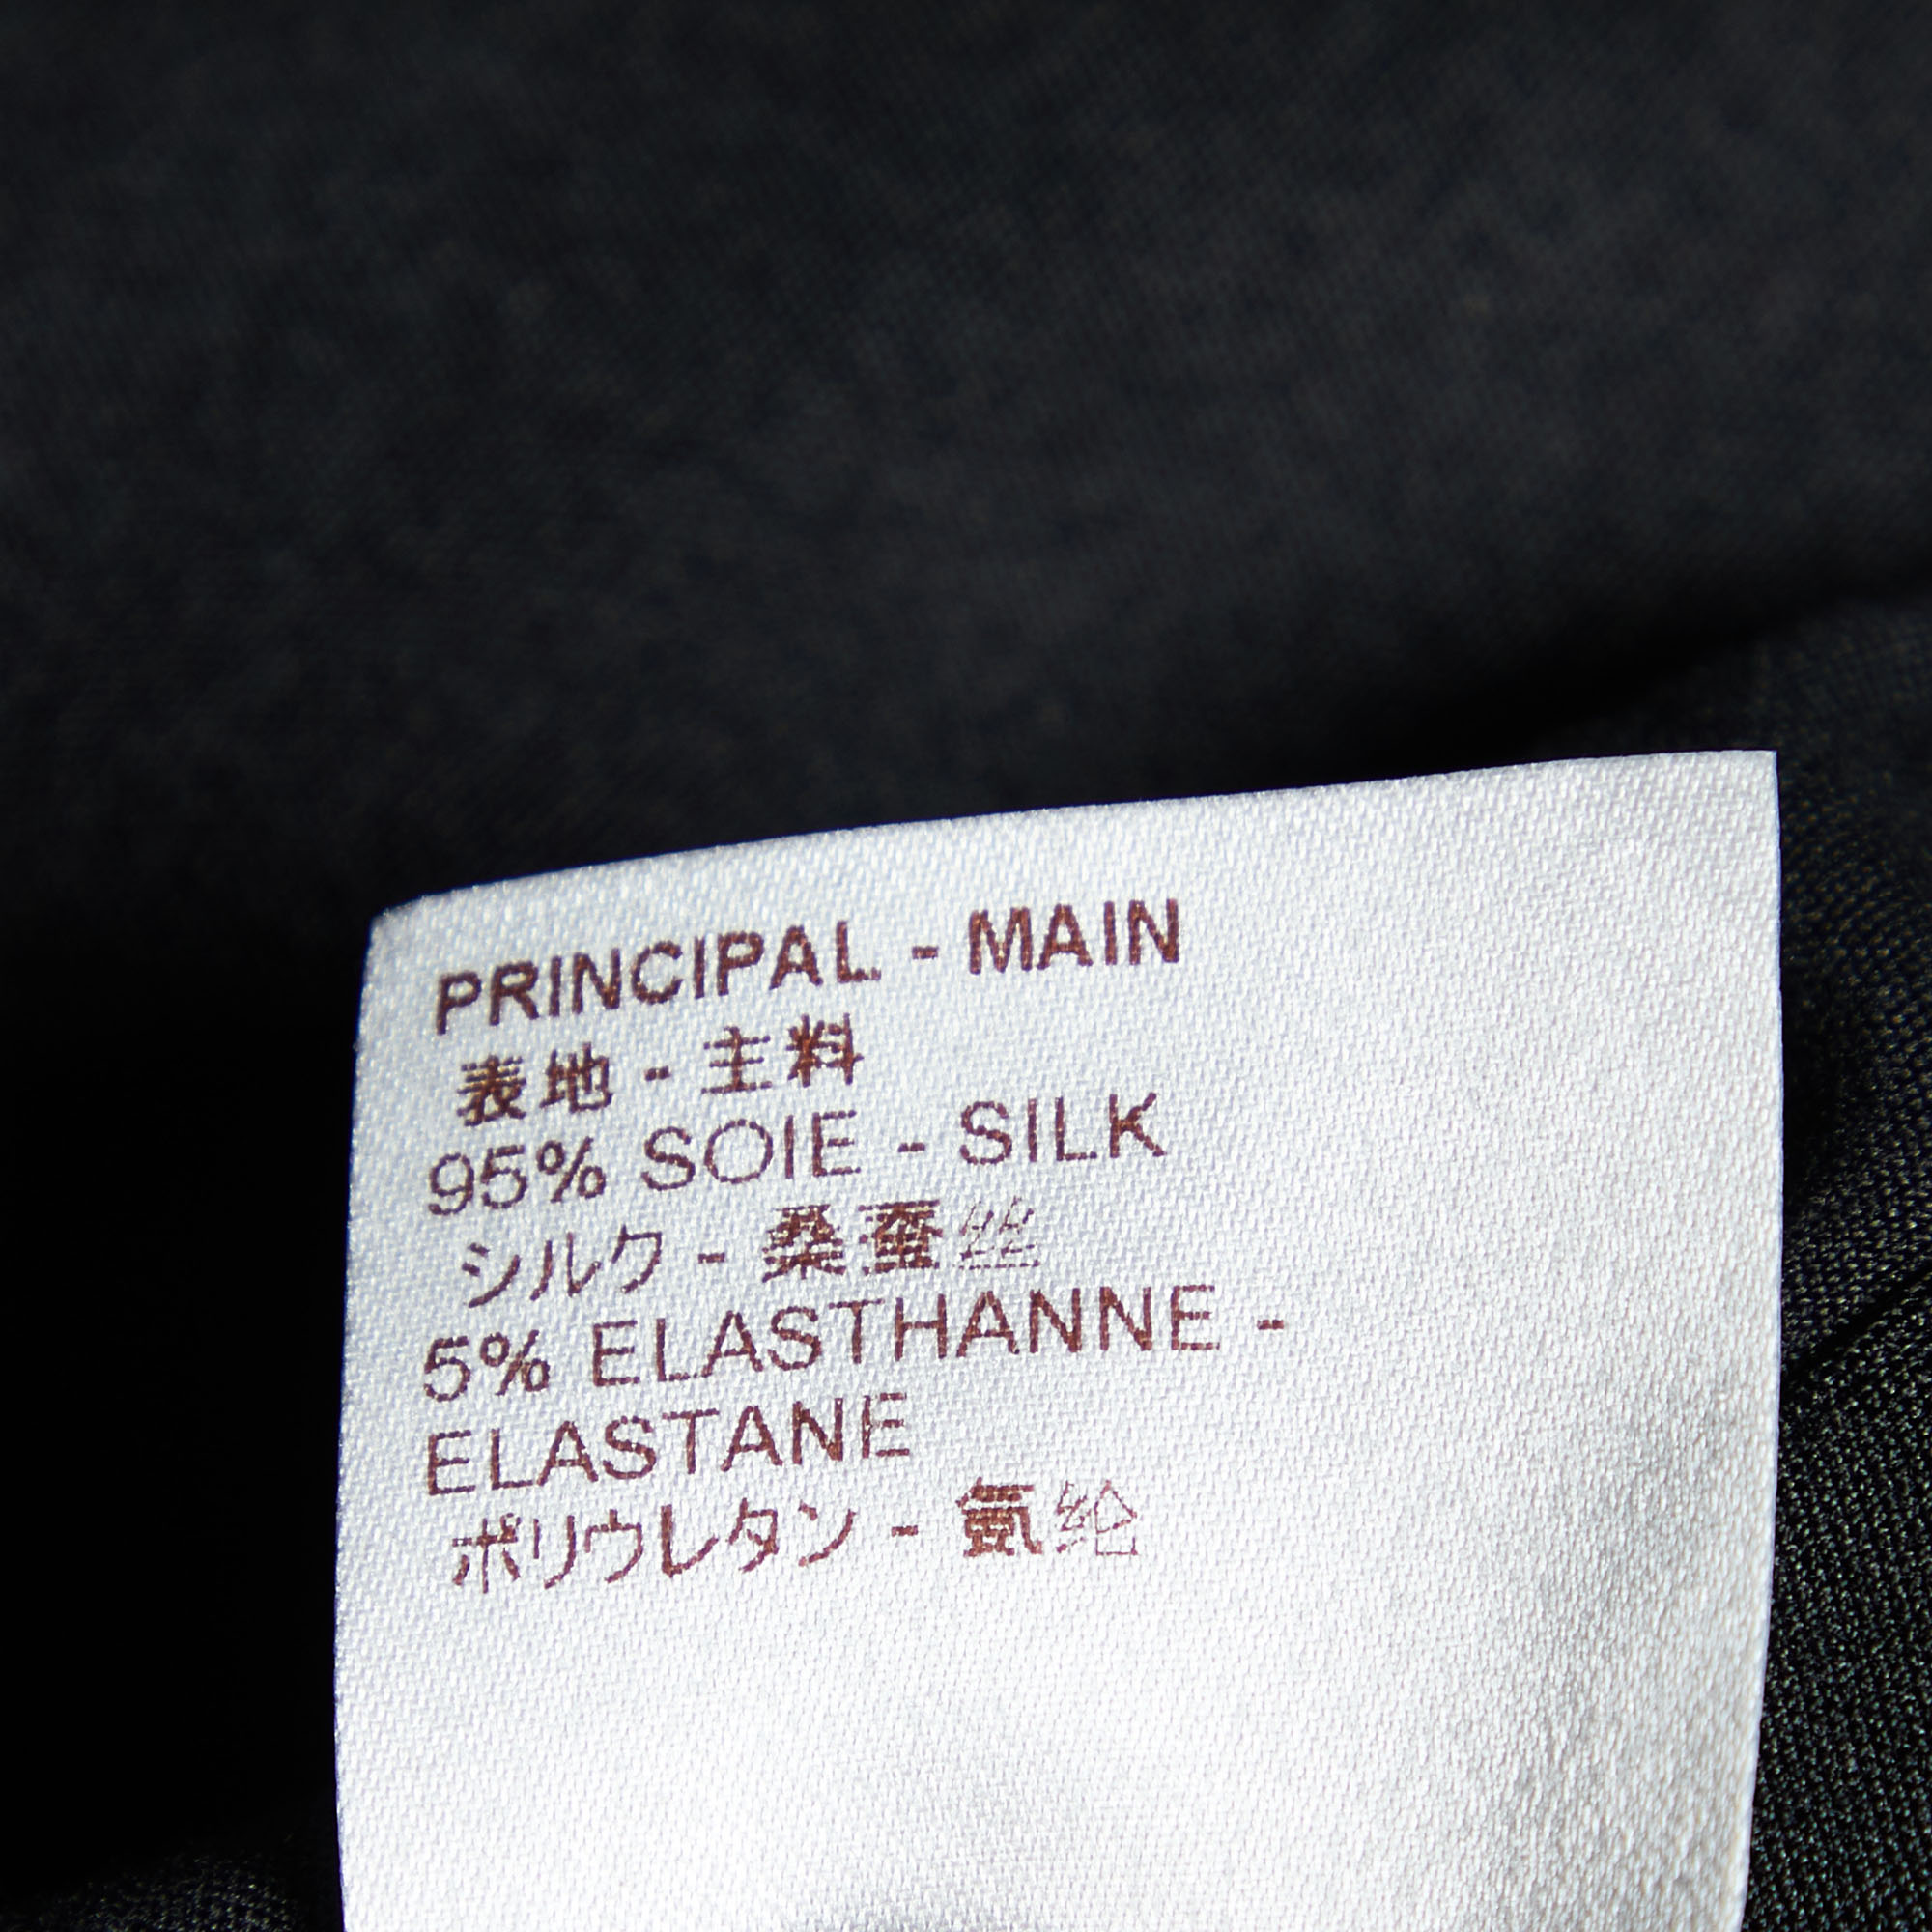 PRINCIPAL - MAIN
表地 - 主料
95% SOIE - SILK
シルク - 桑蚕丝
5% ELASTHANNE -
ELASTANE
ポリウレタン - 氨纶